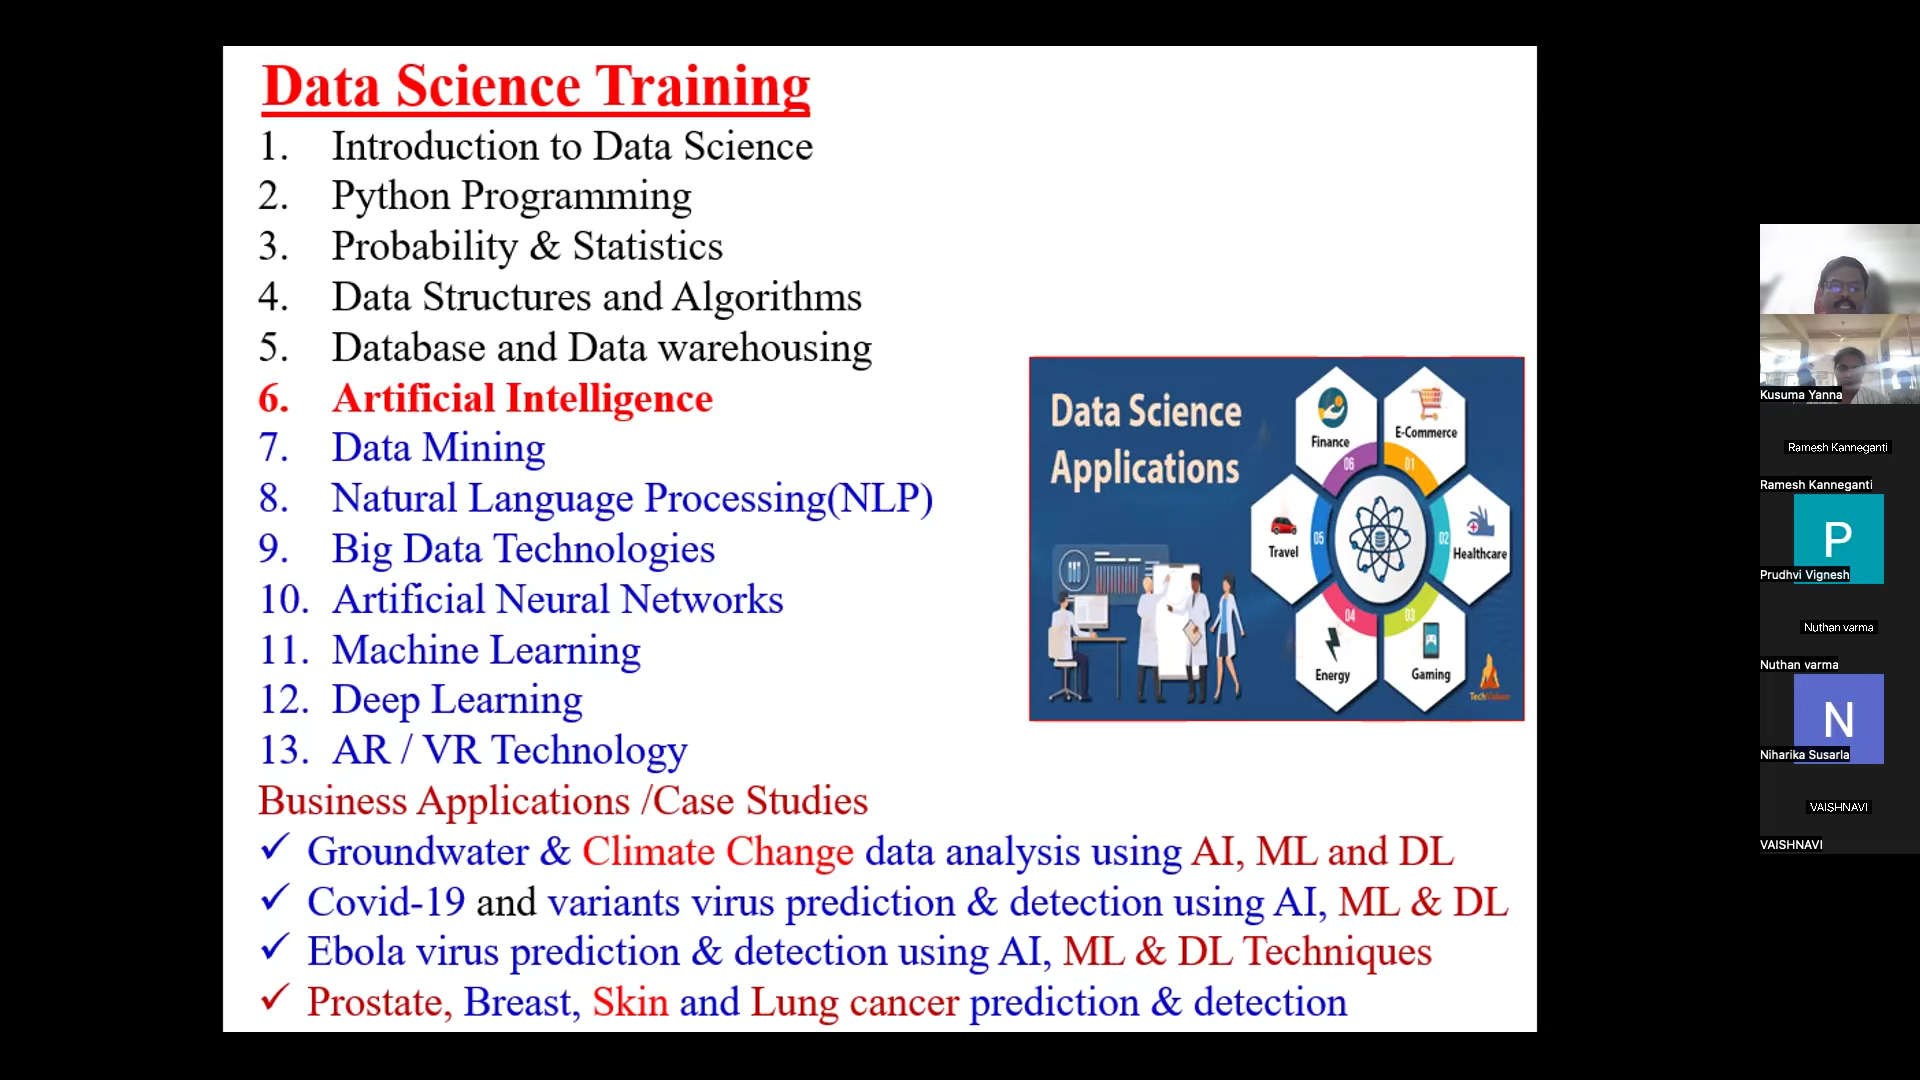 Data Science Training
1. Introduction to Data Science
2. Python Programming
3. Probability & Statistics
4. Data Structures and Algorithms
5. Database and Data warehousing
6. Artificial Intelligence
7. Data Mining
8. Natural Language Processing(NLP)
9. Big Data Technologies
10. Artificial Neural Networks
11. Machine Learning
12. Deep Learning
13. AR / VR Technology
Business Applications /Case Studies
✓ Groundwater & Climate Change data analysis using AI, ML and DL
✓ Covid-19 and variants virus prediction & detection using AI, ML & DL
✓ Ebola virus prediction & detection using AI, ML & DL Techniques
✓ Prostate, Breast, Skin and Lung cancer prediction & detection
Data Science
Applications
Finance
06
E-Commerce
01
Travel
05
02
Healthcare
04
03
Energy
Gaming
Kusuma Yanna
Ramesh Kanneganti
Ramesh Kanneganti
P
Prudhvi Vignesh
Nuthan varma
Nuthan varma
N
Niharika Susarla
VAISHNAVI
VAISHNAVI